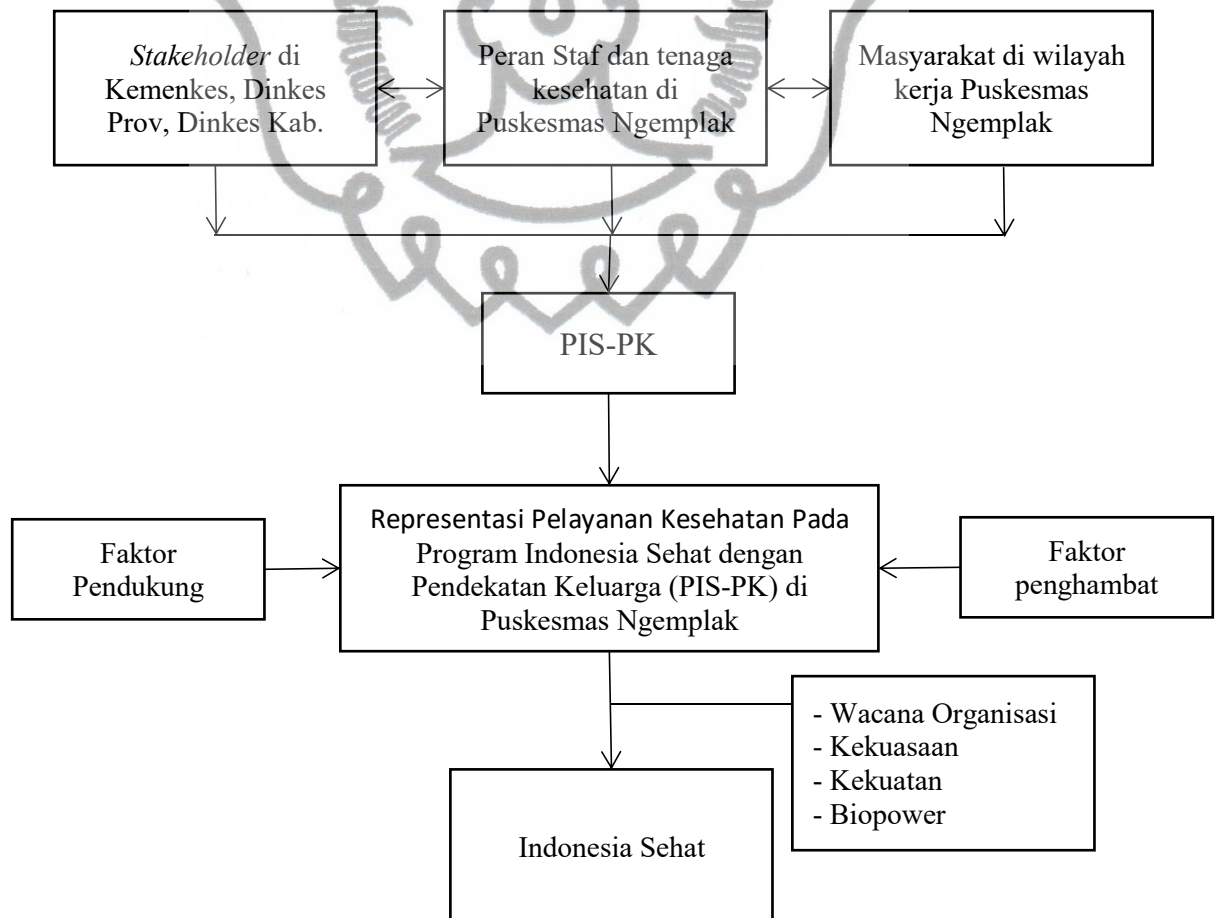 Stakeholder di
Kemenkes, Dinkes
Prov, Dinkes Kab.
Peran Staf dan tenaga
kesehatan di
Puskesmas Ngemplak
Masyarakat di wilayah
kerja Puskesmas
Ngemplak
PIS-PK
Faktor
Pendukung
Representasi Pelayanan Kesehatan Pada
Program Indonesia Sehat dengan
Pendekatan Keluarga (PIS-PK) di
Puskesmas Ngemplak
Faktor
penghambat
- Wacana Organisasi
- Kekuasaan
- Kekuatan
- Biopower
Indonesia Sehat